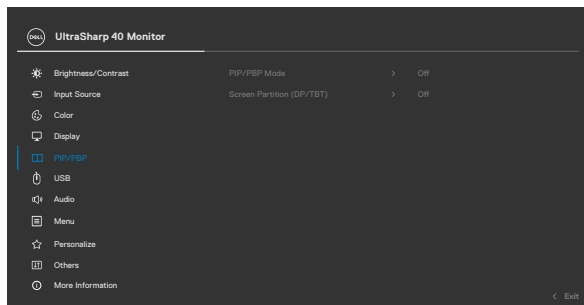 DELL UltraSharp 40 Monitor
Brightness/Contrast PIP/PBP Mode > Off
Input Source Screen Partition (DP/TBT) > Off
Color
Display
PIP/PBP
USB
Audio
Menu
Personalize
Others
More Information
< Exit